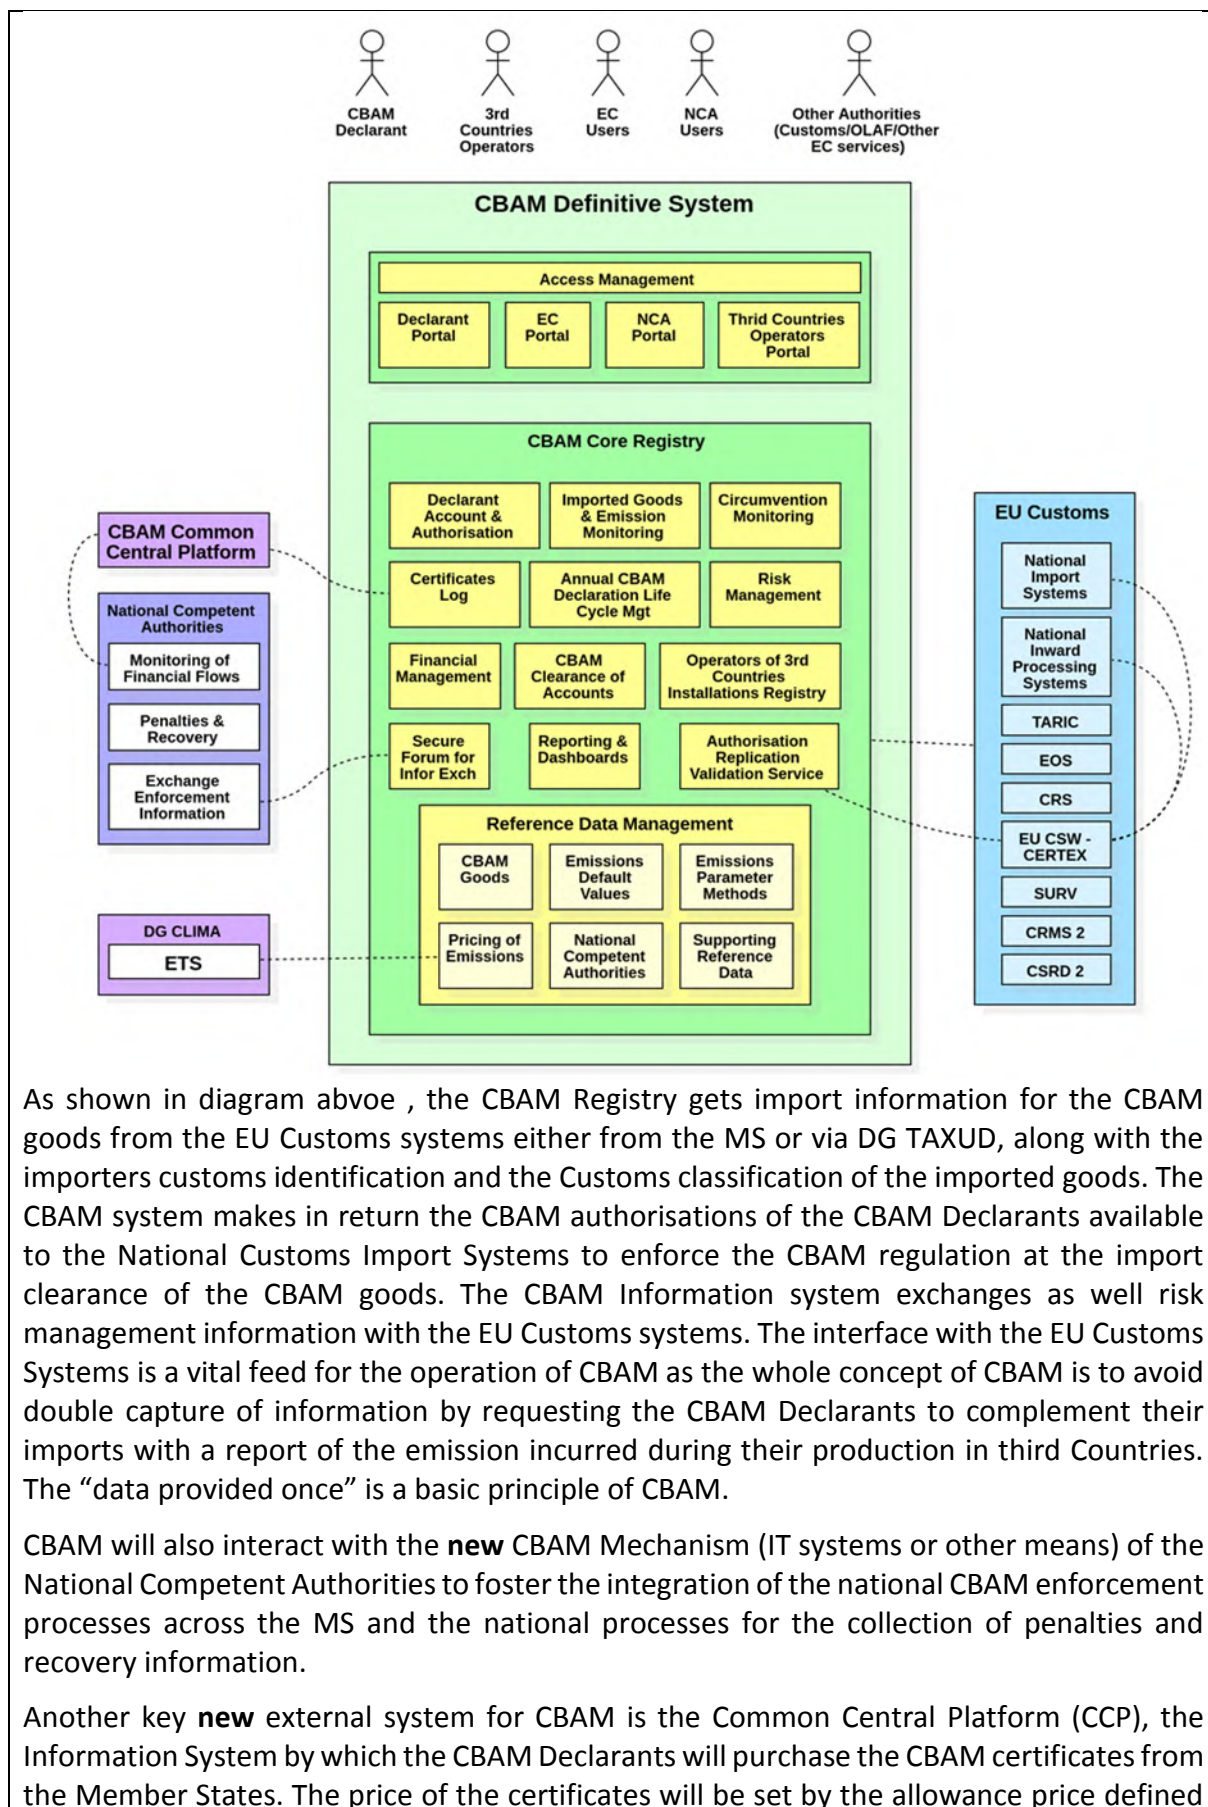 CBAM
Declarant
3rd
Countries
Operators
EC
Users
NCA
Users
Other Authorities
(Customs/OLAF/Other
EC services)
CBAM Definitive System
Access Management
Declarant
Portal
EC
Portal
NCA
Portal
Thrid Countries
Operators
Portal
CBAM Core Registry
Declarant
Account &
Authorisation
Imported Goods
& Emission
Monitoring
Circumvention
Monitoring
Certificates
Log
Annual CBAM
Declaration Life
Cycle Mgt
Risk
Management
Financial
Management
CBAM
Clearance of
Accounts
Operators of 3rd
Countries
Installations Registry
Secure
Forum for
Infor Exch
Reporting &
Dashboards
Authorisation
Replication
Validation Service
Reference Data Management
CBAM
Goods
Emissions
Default
Values
Emissions
Parameter
Methods
Pricing of
Emissions
National
Competent
Authorities
Supporting
Reference
Data
CBAM Common
Central Platform
National Competent
Authorities
Monitoring of
Financial Flows
Penalties &
Recovery
Exchange
Enforcement
Information
DG CLIMA
ETS
EU Customs
National
Import
Systems
National
Inward
Processing
Systems
TARIC
EOS
CRS
EU CSW -
CERTEX
SURV
CRMS 2
CSRD 2
As shown in diagram abvoe , the CBAM Registry gets import information for the CBAM
goods from the EU Customs systems either from the MS or via DG TAXUD, along with the
importers customs identification and the Customs classification of the imported goods. The
CBAM system makes in return the CBAM authorisations of the CBAM Declarants available
to the National Customs Import Systems to enforce the CBAM regulation at the import
clearance of the CBAM goods. The CBAM Information system exchanges as well risk
management information with the EU Customs systems. The interface with the EU Customs
Systems is a vital feed for the operation of CBAM as the whole concept of CBAM is to avoid
double capture of information by requesting the CBAM Declarants to complement their
imports with a report of the emission incurred during their production in third Countries.
The “data provided once” is a basic principle of CBAM.
CBAM will also interact with the new CBAM Mechanism (IT systems or other means) of the
National Competent Authorities to foster the integration of the national CBAM enforcement
processes across the MS and the national processes for the collection of penalties and
recovery information.
Another key new external system for CBAM is the Common Central Platform (CCP), the
Information System by which the CBAM Declarants will purchase the CBAM certificates from
the Member States. The price of the certificates will be set by the allowance price defined